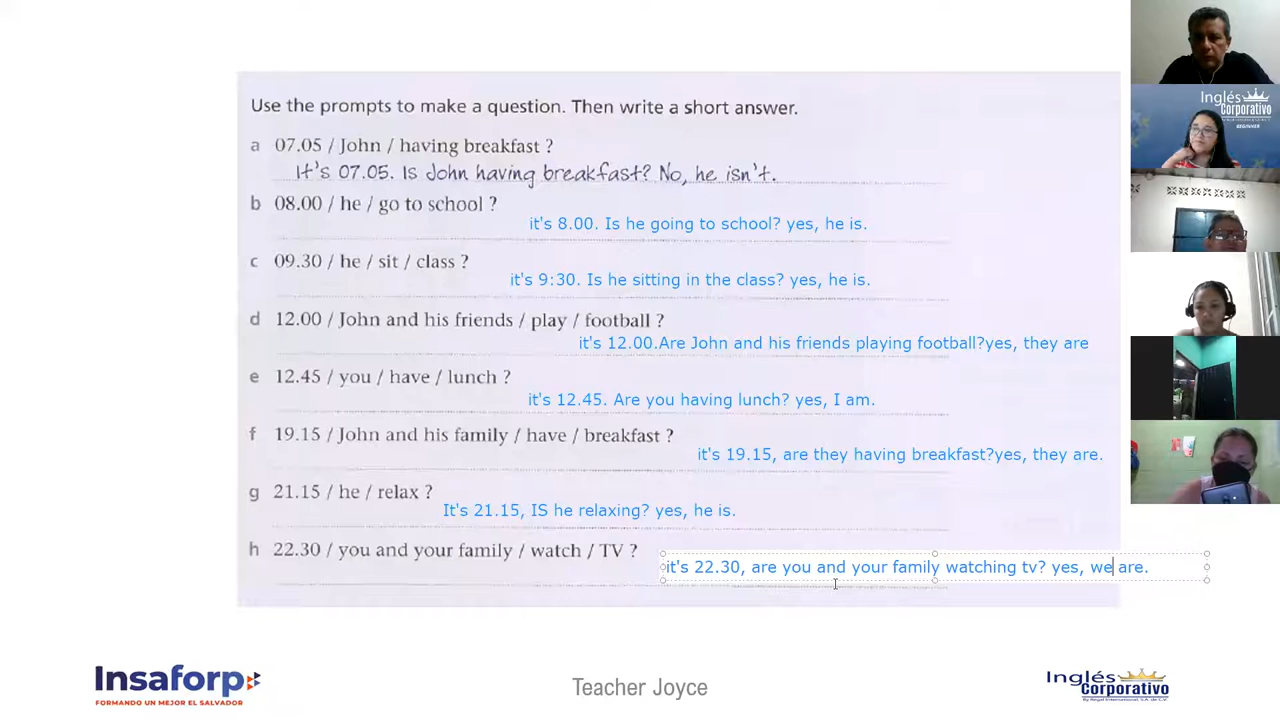 Use the prompts to make a question. Then write a short answer.
a 07.05 / John / having breakfast ?
It's 07.05. Is John having breakfast? No, he isn't.
b 08.00 / he / go to school ?
it's 8.00. Is he going to school? yes, he is.
c 09.30 / he / sit / class ?
it's 9:30. Is he sitting in the class? yes, he is.
d 12.00 / John and his friends / play / football ?
it's 12.00.Are John and his friends playing football?yes, they are
e 12.45 / you / have / lunch ?
it's 12.45. Are you having lunch? yes, I am.
f 19.15 / John and his family / have / breakfast ?
it's 19.15, are they having breakfast?yes, they are.
g 21.15 / he / relax ?
It's 21.15, IS he relaxing? yes, he is.
h 22.30 / you and your family / watch / TV ?
it's 22.30, are you and your family watching tv? yes, we are.
Inglés
Corporativo
BEGINNER
Insaforp
FORMANDO UN MEJOR EL SALVADOR
Teacher Joyce
Inglés
Corporativo
By Regal International, S.A. de C.V.